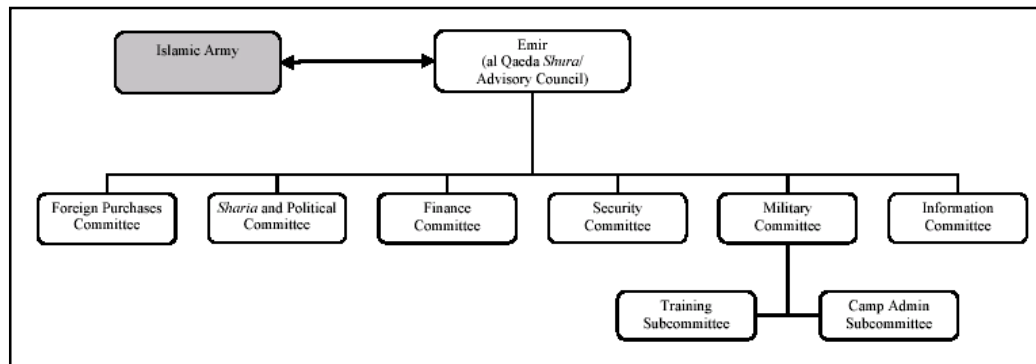 Islamic Army
Emir
(al Qaeda Shura/
Advisory Council)
Foreign Purchases
Committee
Sharia and Political
Committee
Finance
Committee
Security
Committee
Military
Committee
Information
Committee
Training
Subcommittee
Camp Admin
Subcommittee